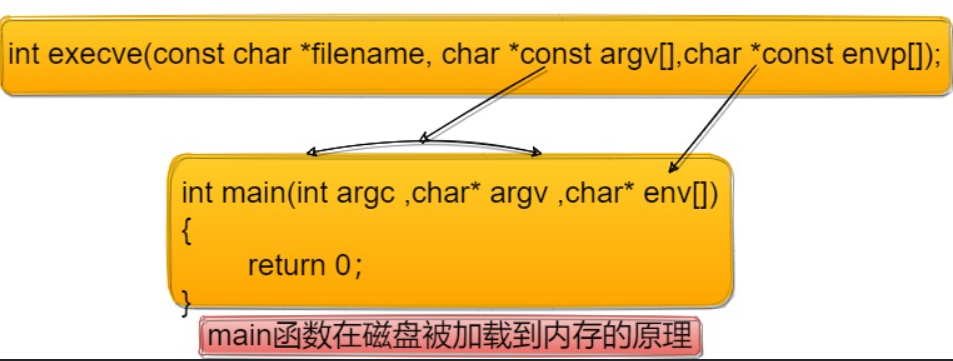 int execve(const char *filename, char *const argv[],char *const envp[]);
int main(int argc ,char* argv ,char* env[])
{
return 0；
}
main函数在磁盘被加载到内存的原理